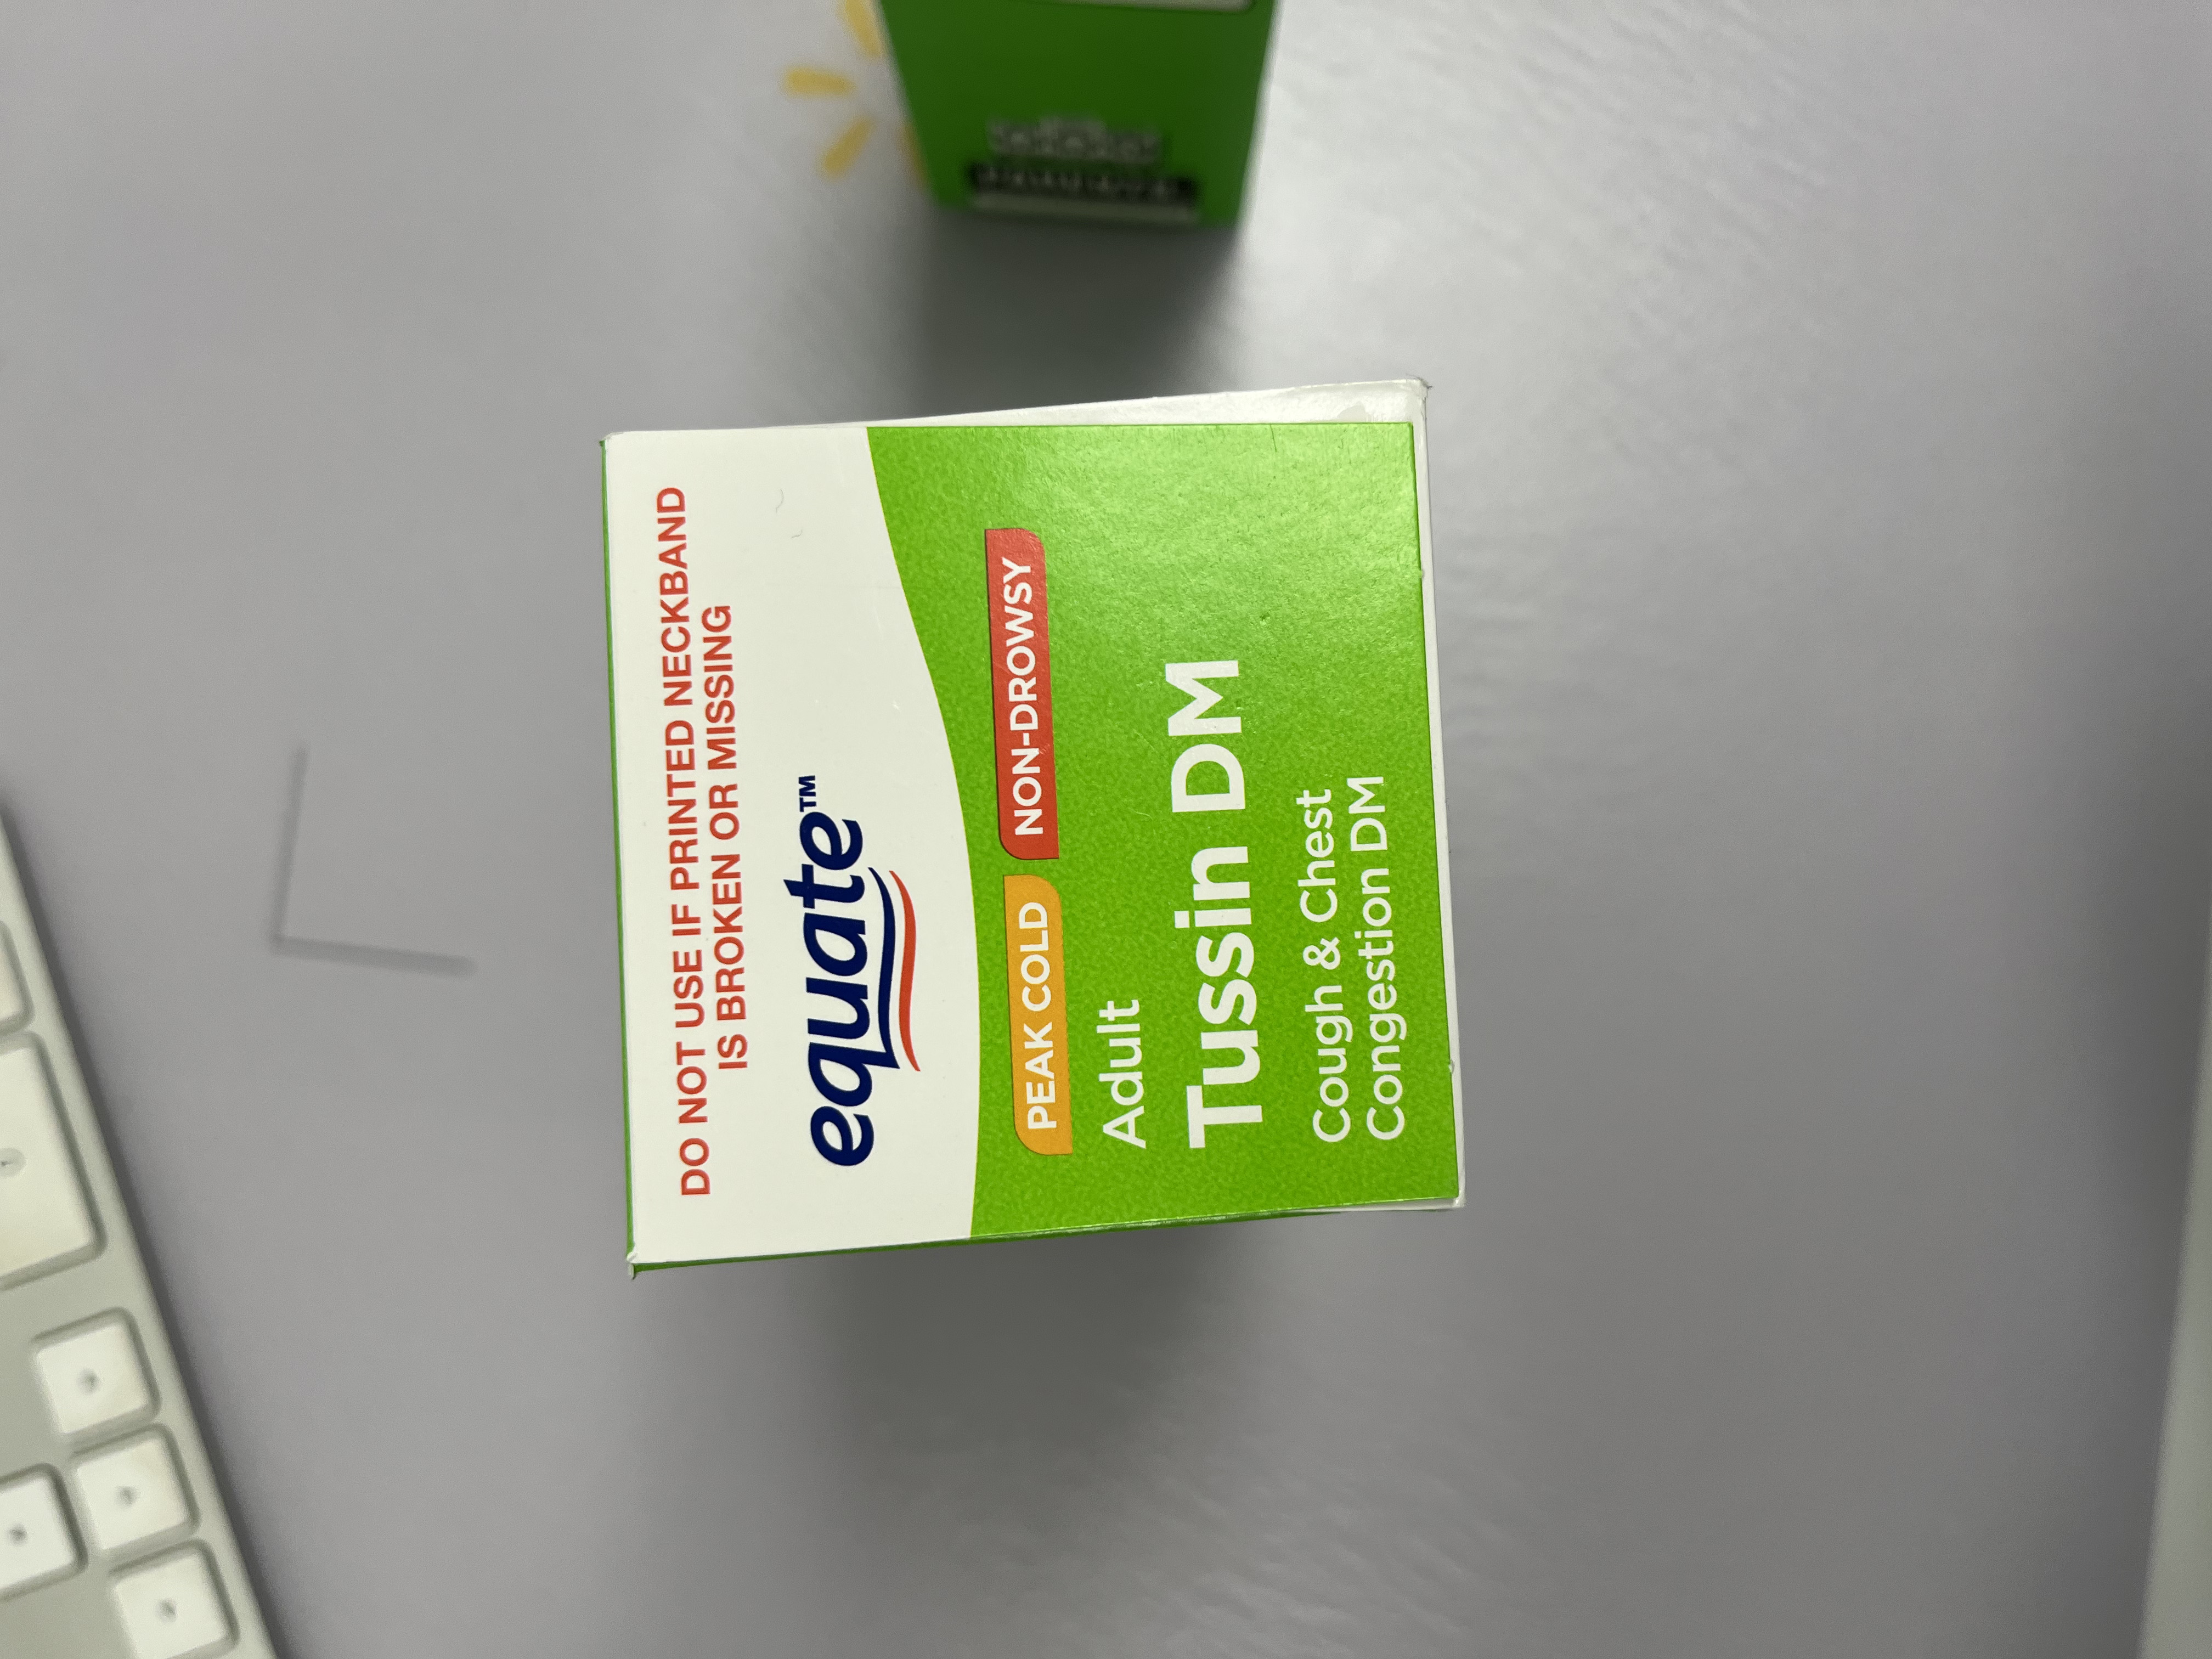 DO NOT USE IF PRINTED NECKBAND
IS BROKEN OR MISSING
equate™
PEAK COLD
NON-DROWSY
Adult
Tussin DM
Cough & Chest
Congestion DM